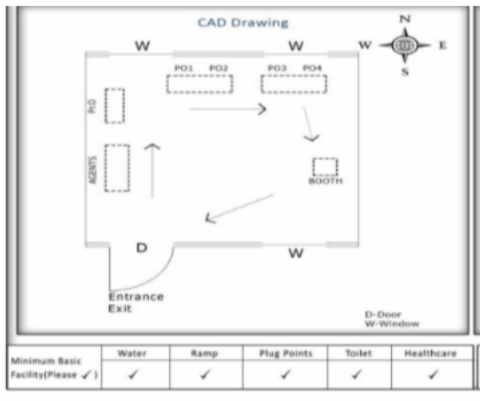 CAD Drawing
N
W
W
W
E
S
PO1
PO2
PO3
PO4
PLO
AGENTS
BOOTH
D
W
Entrance
Exit
D-Door
W-Window
Minimum Basic
Facility(Please ✓)
Water
Ramp
Plug Points
Toilet
Healthcare
✓
✓
✓
✓
✓